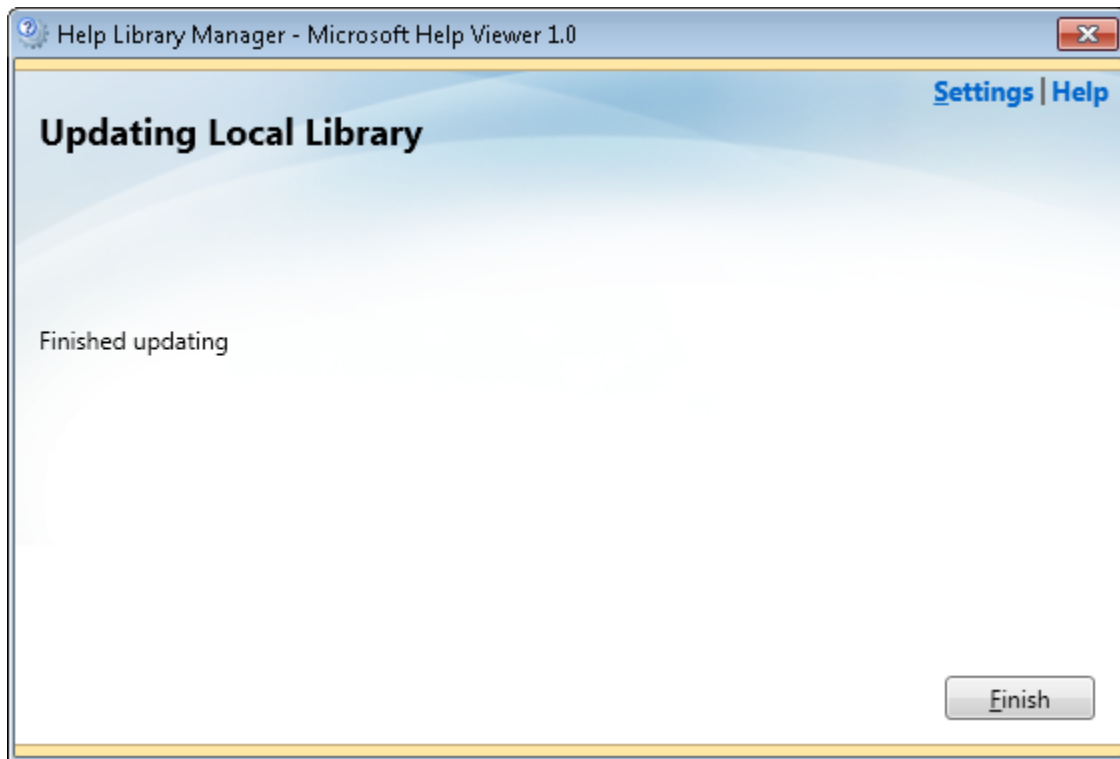 Help Library Manager - Microsoft Help Viewer 1.0
Settings | Help
Updating Local Library
Finished updating
Finish